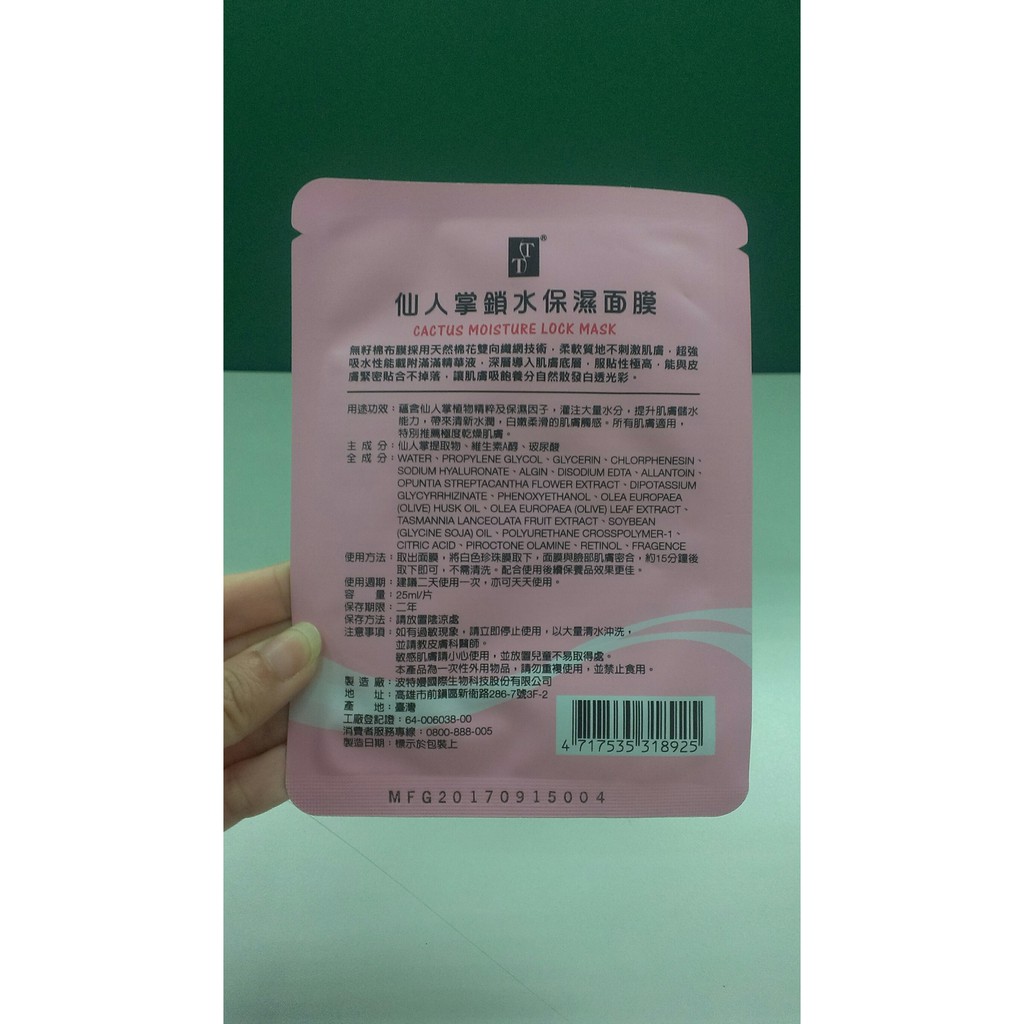 TT®
仙人掌鎖水保濕面膜
CACTUS MOISTURE LOCK MASK
無籽棉布膜採用天然棉花雙向纖網技術，柔軟質地不刺激肌膚，超強
吸水性能載附滿滿精華液，深層導入肌膚底層，服貼性極高，能與皮
膚緊密貼合不掉落，讓肌膚吸飽養分自然散發白透光彩。
用途功效：蘊含仙人掌植物精粹及保濕因子，灌注大量水分，提升肌膚儲水
能力，帶來清新水潤，白嫩柔滑的肌膚觸感。所有肌膚適用，
特別推薦極度乾燥肌膚。
主 成 分：仙人掌提取物、維生素A醇、玻尿酸
全 成 分：WATER、PROPYLENE GLYCOL、GLYCERIN、CHLORPHENESIN、
SODIUM HYALURONATE、ALGIN、DISODIUM EDTA、ALLANTOIN、
OPUNTIA STREPTACANTHA FLOWER EXTRACT、DIPOTASSIUM
GLYCYRRHIZINATE、PHENOXYETHANOL、OLEA EUROPAEA
(OLIVE) HUSK OIL、OLEA EUROPAEA (OLIVE) LEAF EXTRACT、
TASMANNIA LANCEOLATA FRUIT EXTRACT、SOYBEAN
(GLYCINE SOJA) OIL、POLYURETHANE CROSSPOLYMER-1、
CITRIC ACID、PIROCTONE OLAMINE、RETINOL、FRAGENCE
使用方法：取出面膜，將白色珍珠膜取下，面膜與臉部肌膚密合，約15分鐘後
取下即可，不需清洗。配合使用後續保養品效果更佳。
使用週期：建議二天使用一次，亦可天天使用。
容 量：25ml/片
保存期限：二年
保存方法：請放置陰涼處
注意事項：如有過敏現象，請立即停止使用，以大量清水沖洗，
並請教皮膚科醫師。
敏感肌膚請小心使用，並放置兒童不易取得處。
本產品為一次性外用物品，請勿重複使用，並禁止食用。
製 造 廠：波特嫚國際生物科技股份有限公司
地 址：高雄市前鎮區新衙路286-7號3F-2
產 地：臺灣
工廠登記證：64-006038-00
消費者服務專線：0800-888-005
製造日期：標示於包裝上
4 717535 318925
MFG20170915004